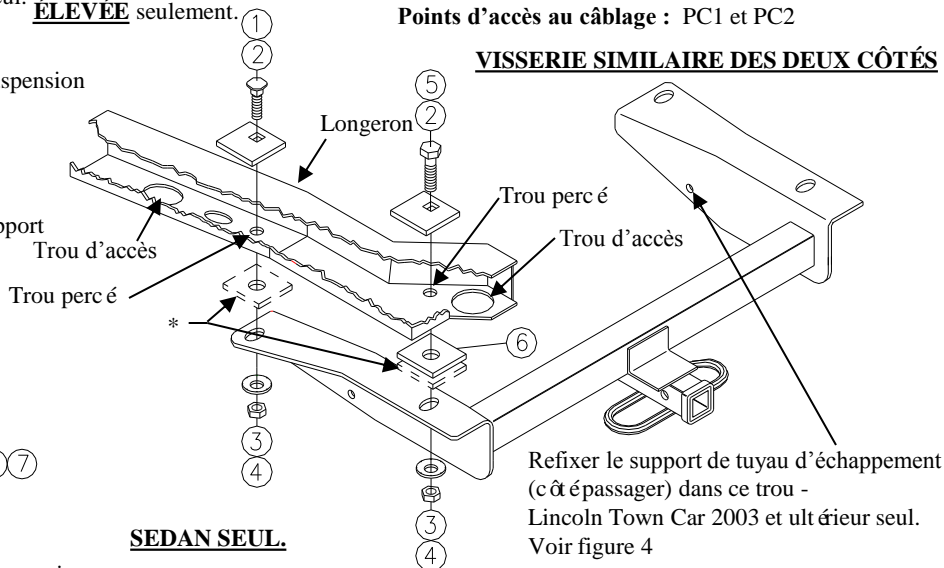 ÉLEVÉE seulement.
Points d’accès au câblage : PC1 et PC2
VISSERIE SIMILAIRE DES DEUX CÔTÉS
1
2
5
2
Longeron
Trou percé
Trou d’accès
Trou d’accès
Trou percé
*
6
3
4
7
3
4
SEDAN SEUL.
Refixer le support de tuyau d’échappement
(côté passager) dans ce trou -
Lincoln Town Car 2003 et ultérieur seul.
Voir figure 4